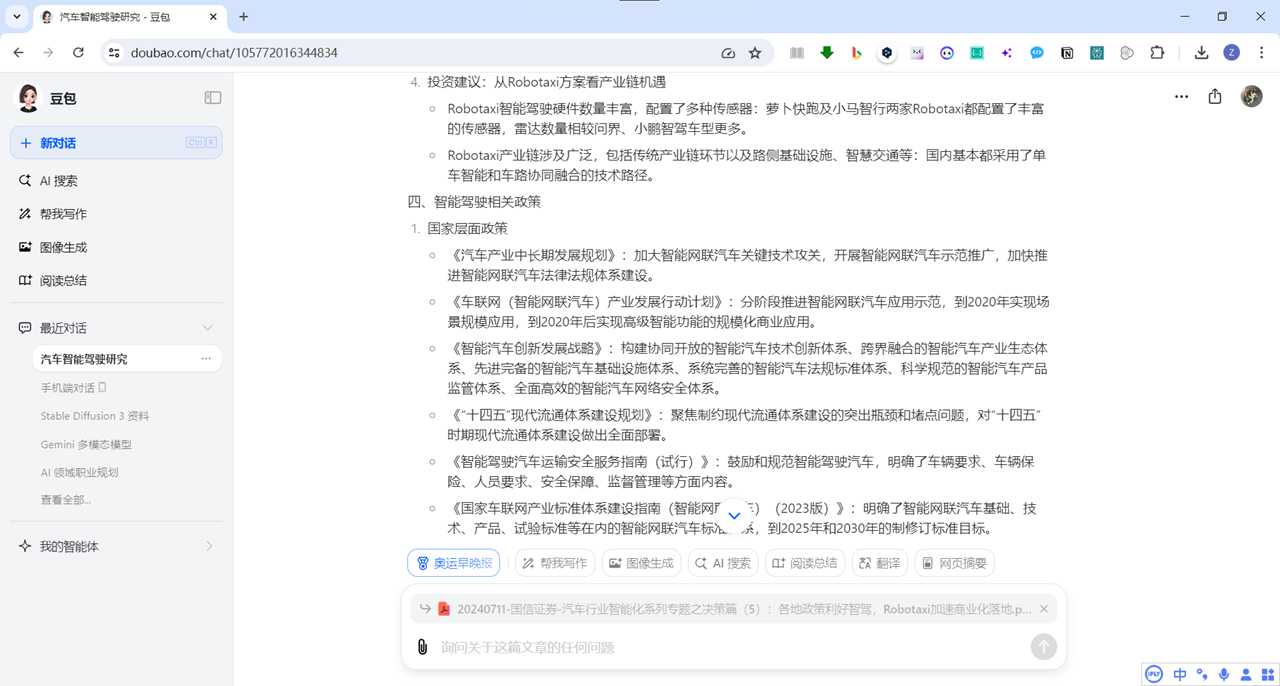 汽车智能驾驶研究 - 豆包
doubao.com/chat/105772016344834
Z
豆包
新对话
Ctrl K
AI 搜索
帮我写作
图像生成
阅读总结
最近对话
汽车智能驾驶研究
手机端对话
Stable Diffusion 3 资料
Gemini 多模态模型
AI 领域职业规划
查看全部...
我的智能体
4. 投资建议：从Robotaxi方案看产业链机遇
Robotaxi智能驾驶硬件数量丰富，配置了多种传感器：萝卜快跑及小马智行两家Robotaxi都配置了丰富
的传感器，雷达数量相较问界、小鹏智驾车型更多。
Robotaxi产业链涉及广泛，包括传统产业链环节以及路侧基础设施、智慧交通等：国内基本都采用了单
车智能和车路协同融合的技术路径。
四、智能驾驶相关政策
1. 国家层面政策
《汽车产业中长期发展规划》：加大智能网联汽车关键技术攻关，开展智能网联汽车示范推广，加快推
进智能网联汽车法律法规体系建设。
《车联网（智能网联汽车）产业发展行动计划》：分阶段推进智能网联汽车应用示范，到2020年实现场
景规模应用，到2020年后实现高级智能功能的规模化商业应用。
《智能汽车创新发展战略》：构建协同开放的智能汽车技术创新体系、跨界融合的智能汽车产业生态体
系、先进完备的智能汽车基础设施体系、系统完善的智能汽车法规标准体系、科学规范的智能汽车产品
监管体系、全面高效的智能汽车网络安全体系。
《“十四五”现代流通体系建设规划》：聚焦制约现代流通体系建设的突出瓶颈和堵点问题，对“十四五”
时期现代流通体系建设做出全面部署。
《智能驾驶汽车运输安全服务指南（试行）》：鼓励和规范智能驾驶汽车，明确了车辆要求、车辆保
险、人员要求、安全保障、监督管理等方面内容。
《国家车联网产业标准体系建设指南（智能网联车）（2023版）》：明确了智能网联汽车基础、技
术、产品、试验标准等在内的智能网联汽车标准系，到2025年和2030年的制修订标准目标。
奥运早晚报
帮我写作
图像生成
AI 搜索
阅读总结
翻译
网页摘要
20240711-国信证券-汽车行业智能化系列专题之决策篇（5）：各地政策利好智驾，Robotaxi加速商业化落地.p...
询问关于这篇文章的任何问题
iFLY 中